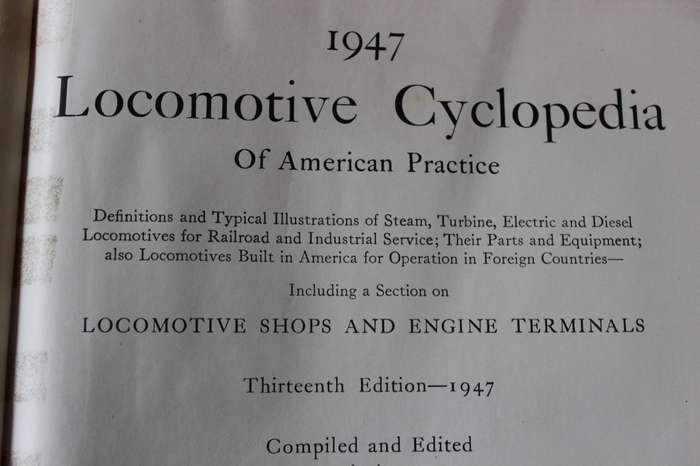 1947
Locomotive Cyclopedia
Of American Practice
Definitions and Typical Illustrations of Steam, Turbine, Electric and Diesel
Locomotives for Railroad and Industrial Service; Their Parts and Equipment;
also Locomotives Built in America for Operation in Foreign Countries—
Including a Section on
LOCOMOTIVE SHOPS AND ENGINE TERMINALS
Thirteenth Edition—1947
Compiled and Edited